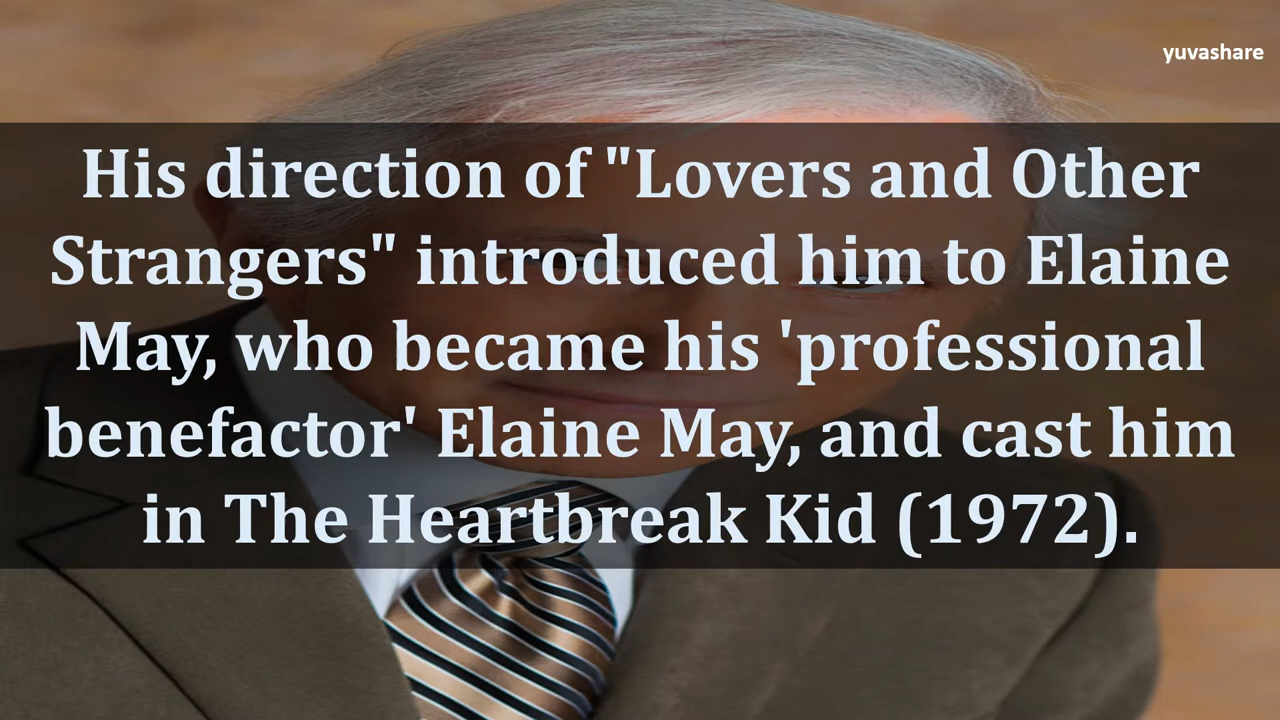 yuvashare
His direction of "Lovers and Other
Strangers" introduced him to Elaine
May, who became his 'professional
benefactor' Elaine May, and cast him
in The Heartbreak Kid (1972).